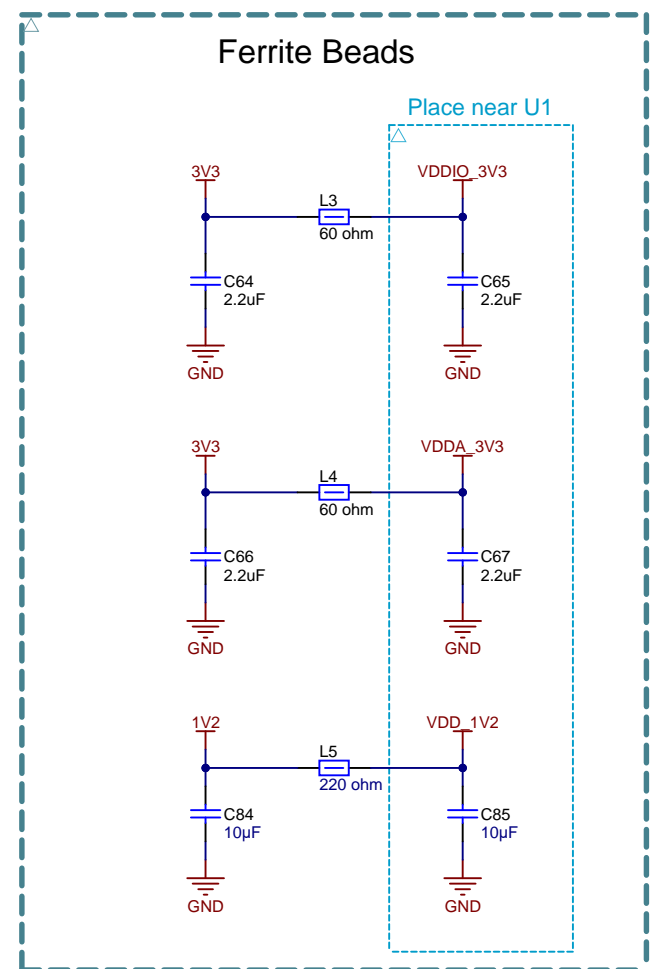 Ferrite Beads
Place near U1
3V3
VDDIO_3V3
L3
60 ohm
C64
2.2uF
C65
2.2uF
GND
GND
3V3
VDDA_3V3
L4
60 ohm
C66
2.2uF
C67
2.2uF
GND
GND
1V2
VDD_1V2
L5
220 ohm
C84
10µF
C85
10µF
GND
GND